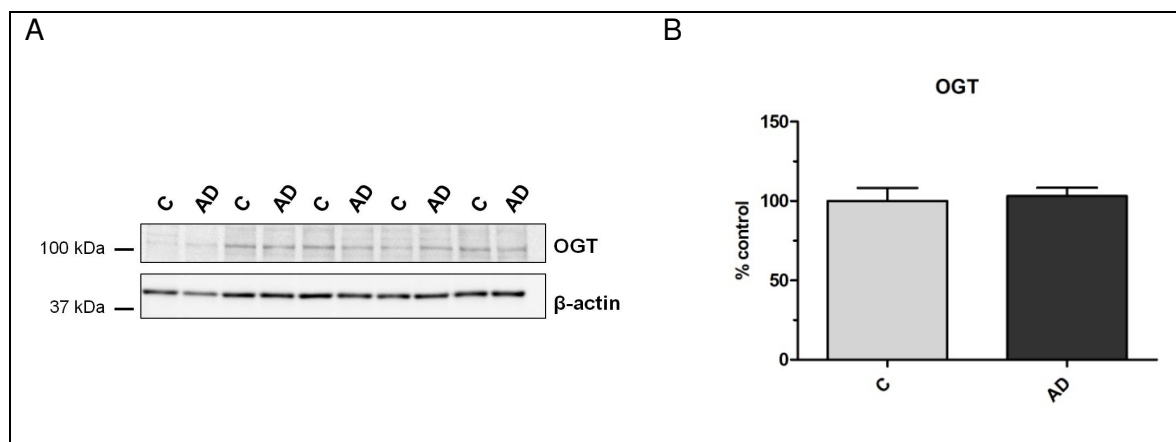 A
C AD C AD C AD C AD C AD
100 kDa
OGT
37 kDa
β-actin
B
OGT
150
100
50
0
% control
C AD